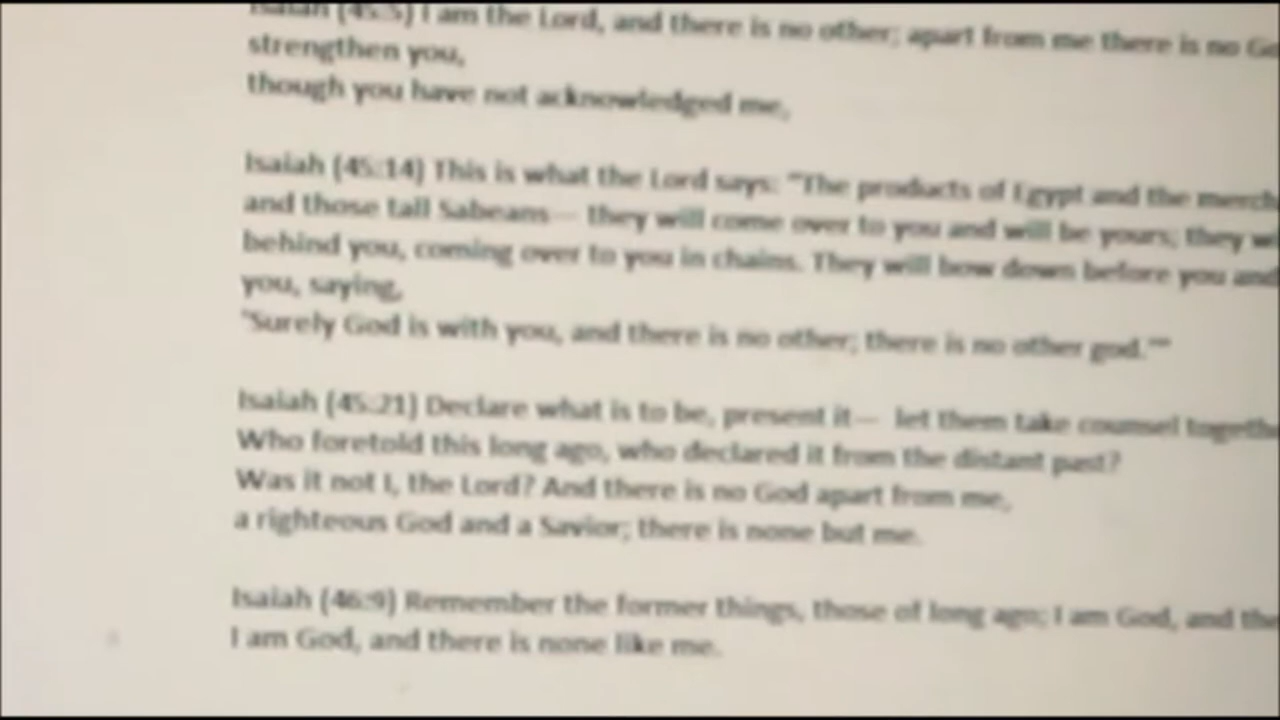 Isaiah (45:5) I am the Lord, and there is no other; apart from me there is no
strengthen you,
though you have not acknowledged me,
Isaiah (45:14) This is what the Lord says: "The products of Egypt and the merch
and those tall Sabeans— they will come over to you and will be yours; they wi
behind you, coming over to you in chains. They will bow down before you and
you, saying,
'Surely God is with you, and there is no other; there is no other god.'"
Isaiah (45:21) Declare what is to be, present it— let them take counsel togethe
Who foretold this long ago, who declared it from the distant past?
Was it not I, the Lord? And there is no God apart from me,
a righteous God and a Savior; there is none but me.
Isaiah (46:9) Remember the former things, those of long ago; I am God, and the
I am God, and there is none like me.